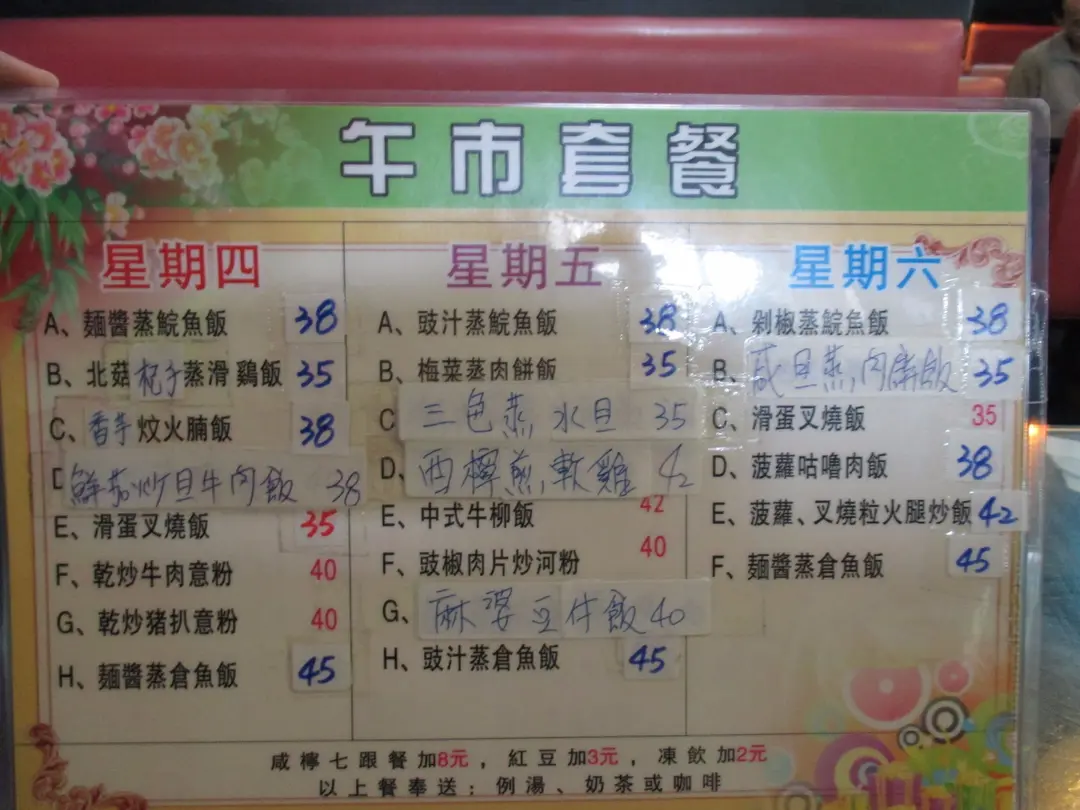 午市套餐
星期四
A、麵醬蒸鯇魚飯 38
B、北菇杞子蒸滑鷄飯 35
C、香芋炆火腩飯 38
D 鮮茄炒旦牛肉飯 38
E、滑蛋叉燒飯 35
F、乾炒牛肉意粉 40
G、乾炒猪扒意粉 40
H、麵醬蒸倉魚飯 45
星期五
A、豉汁蒸鯇魚飯 38
B、梅菜蒸肉餅飯 35
C 三色蒸水旦 35
D、西檸煎軟雞 42
E、中式牛柳飯 42
F、豉椒肉片炒河粉 40
G、麻婆豆付飯 40
H、豉汁蒸倉魚飯 45
星期六
A、剁椒蒸鯇魚飯 38
B、咸旦蒸肉併飯 35
C、滑蛋叉燒飯 35
D、菠蘿咕嚕肉飯 38
E、菠蘿、叉燒粒火腿炒飯 42
F、麵醬蒸倉魚飯 45
咸檸七跟餐加8元，紅豆加3元，凍飲加2元
以上餐奉送：例湯、奶茶或咖啡